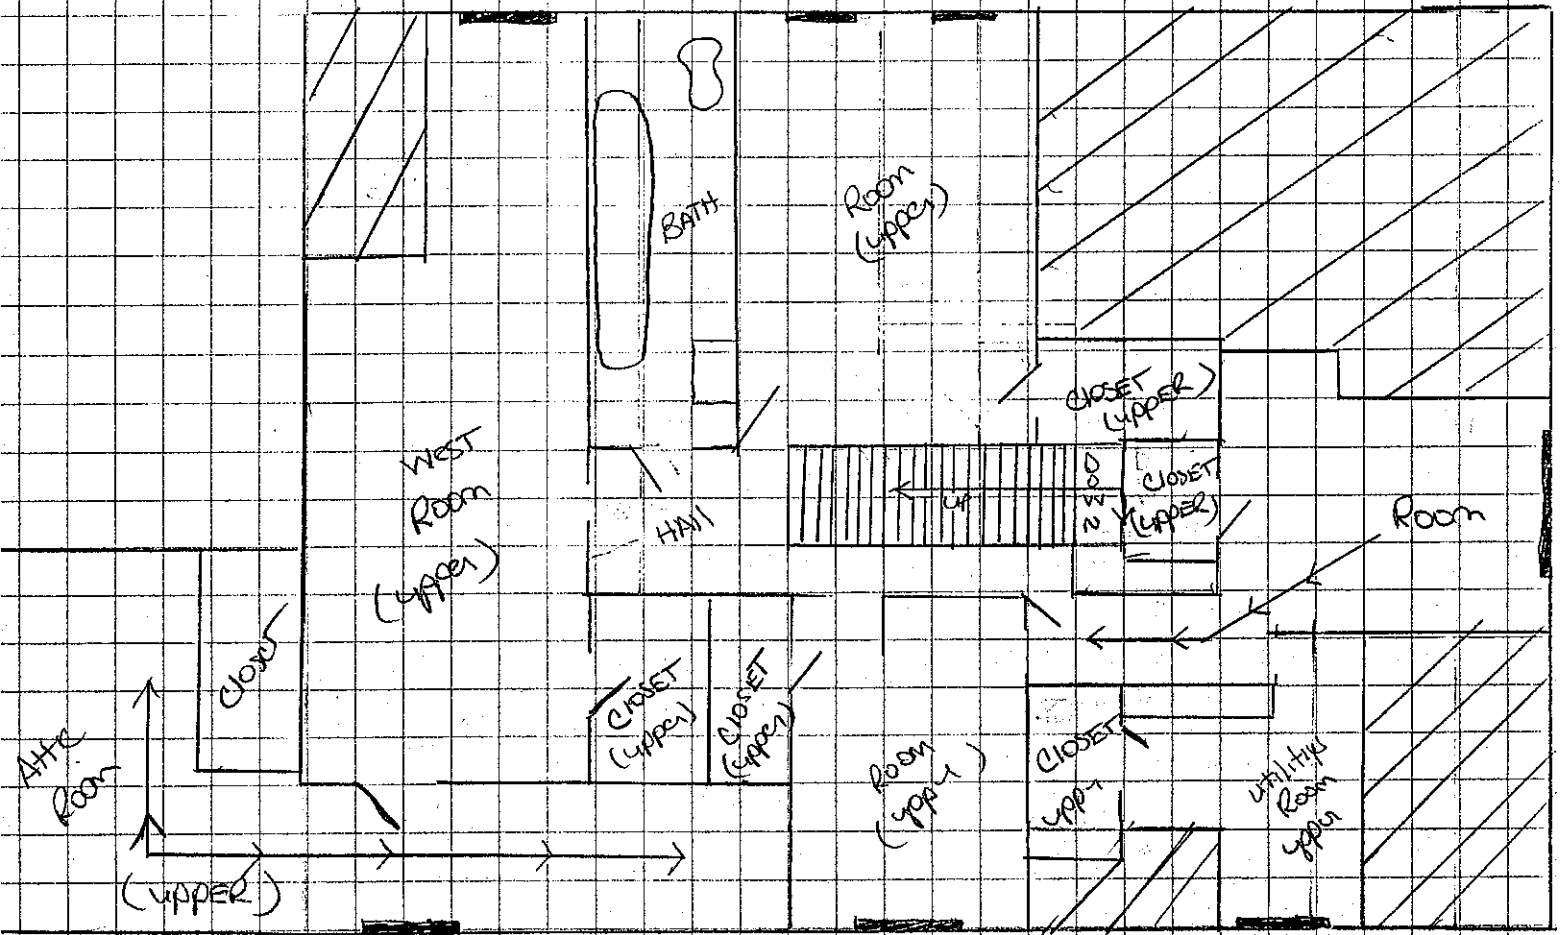 BATH
Room
(upper)
CLOSET
(UPPER)
WEST
Room
(upper)
HAll
UP
DOWN
CLOSET
(UPPER)
Room
Closet
CLOSET
(upper)
CLOSET
(upper)
Attic
Room
(UPPER)
Room
(upper)
CLOSET
upper
utilitys
Room
upper